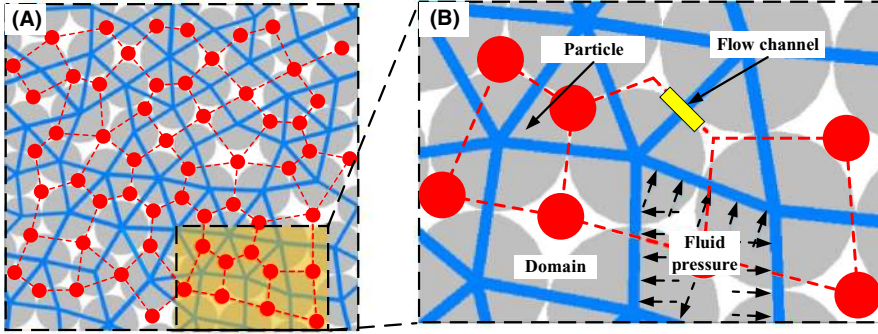 (A)
(B)
Particle
Flow channel
Domain
Fluid
pressure